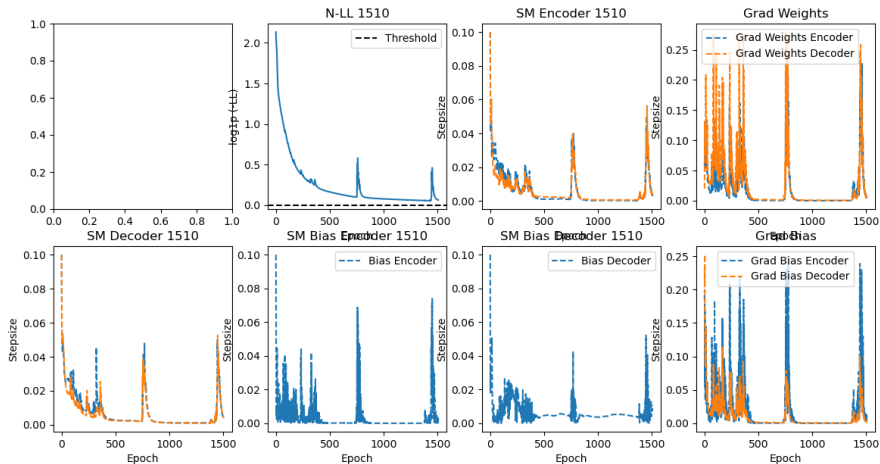 N-LL 1510
SM Encoder 1510
Grad Weights
1.0
0.8
0.6
0.4
0.2
0.0
0.0 0.2 0.4 0.6 0.8 1.0
log1p (-LL)
2.0
1.5
1.0
0.5
0.0
Threshold
0 500 1000 1500
Epoch
Stepsize
0.10
0.08
0.06
0.04
0.02
0.00
0 500 1000 1500
Epoch
Stepsize
0.25
0.20
0.15
0.10
0.05
0.00
Grad Weights Encoder
Grad Weights Decoder
0 500 1000 1500
Epoch
SM Decoder 1510
SM Bias Encoder 1510
SM Bias Decoder 1510
Grad Bias
Stepsize
0.10
0.08
0.06
0.04
0.02
0.00
0 500 1000 1500
Epoch
Stepsize
0.10
0.08
0.06
0.04
0.02
0.00
Bias Encoder
0 500 1000 1500
Epoch
Stepsize
0.10
0.08
0.06
0.04
0.02
0.00
Bias Decoder
0 500 1000 1500
Epoch
Stepsize
0.25
0.20
0.15
0.10
0.05
0.00
Grad Bias Encoder
Grad Bias Decoder
0 500 1000 1500
Epoch